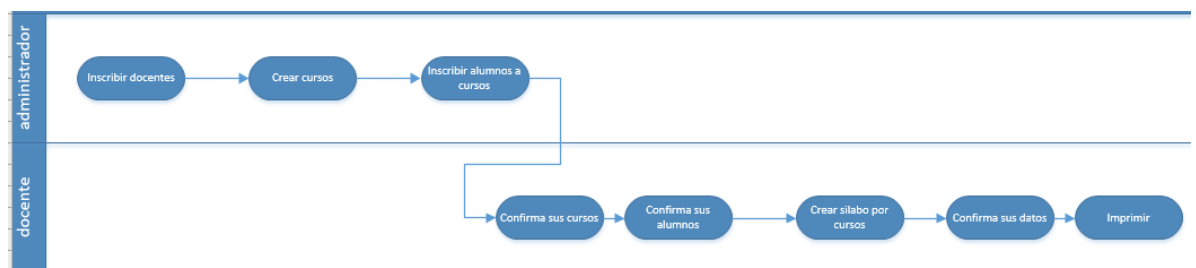 administrador
Inscribir docentes
Crear cursos
Inscribir alumnos a
cursos
docente
Confirma sus cursos
Confirma sus
alumnos
Crear silabo por
cursos
Confirma sus datos
Imprimir